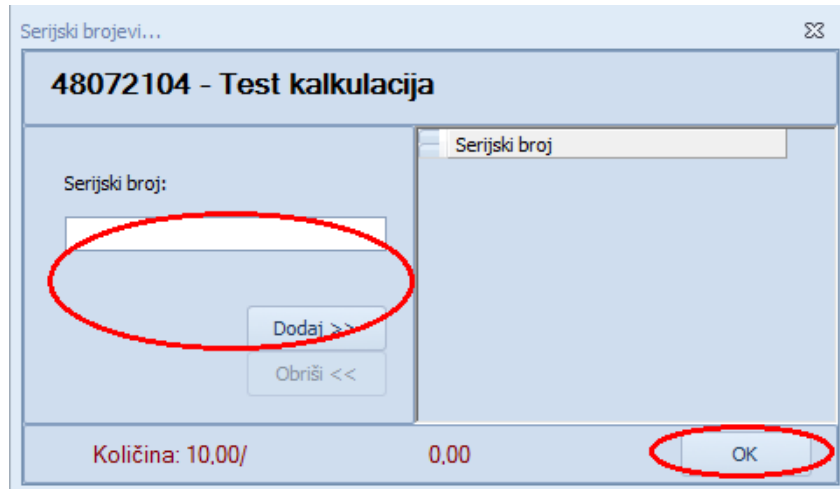 Serijski brojevi...
48072104 - Test kalkulacija
Serijski broj:
Dodaj >>
Obriši <<
Serijski broj
Količina: 10,00/ 0,00
OK